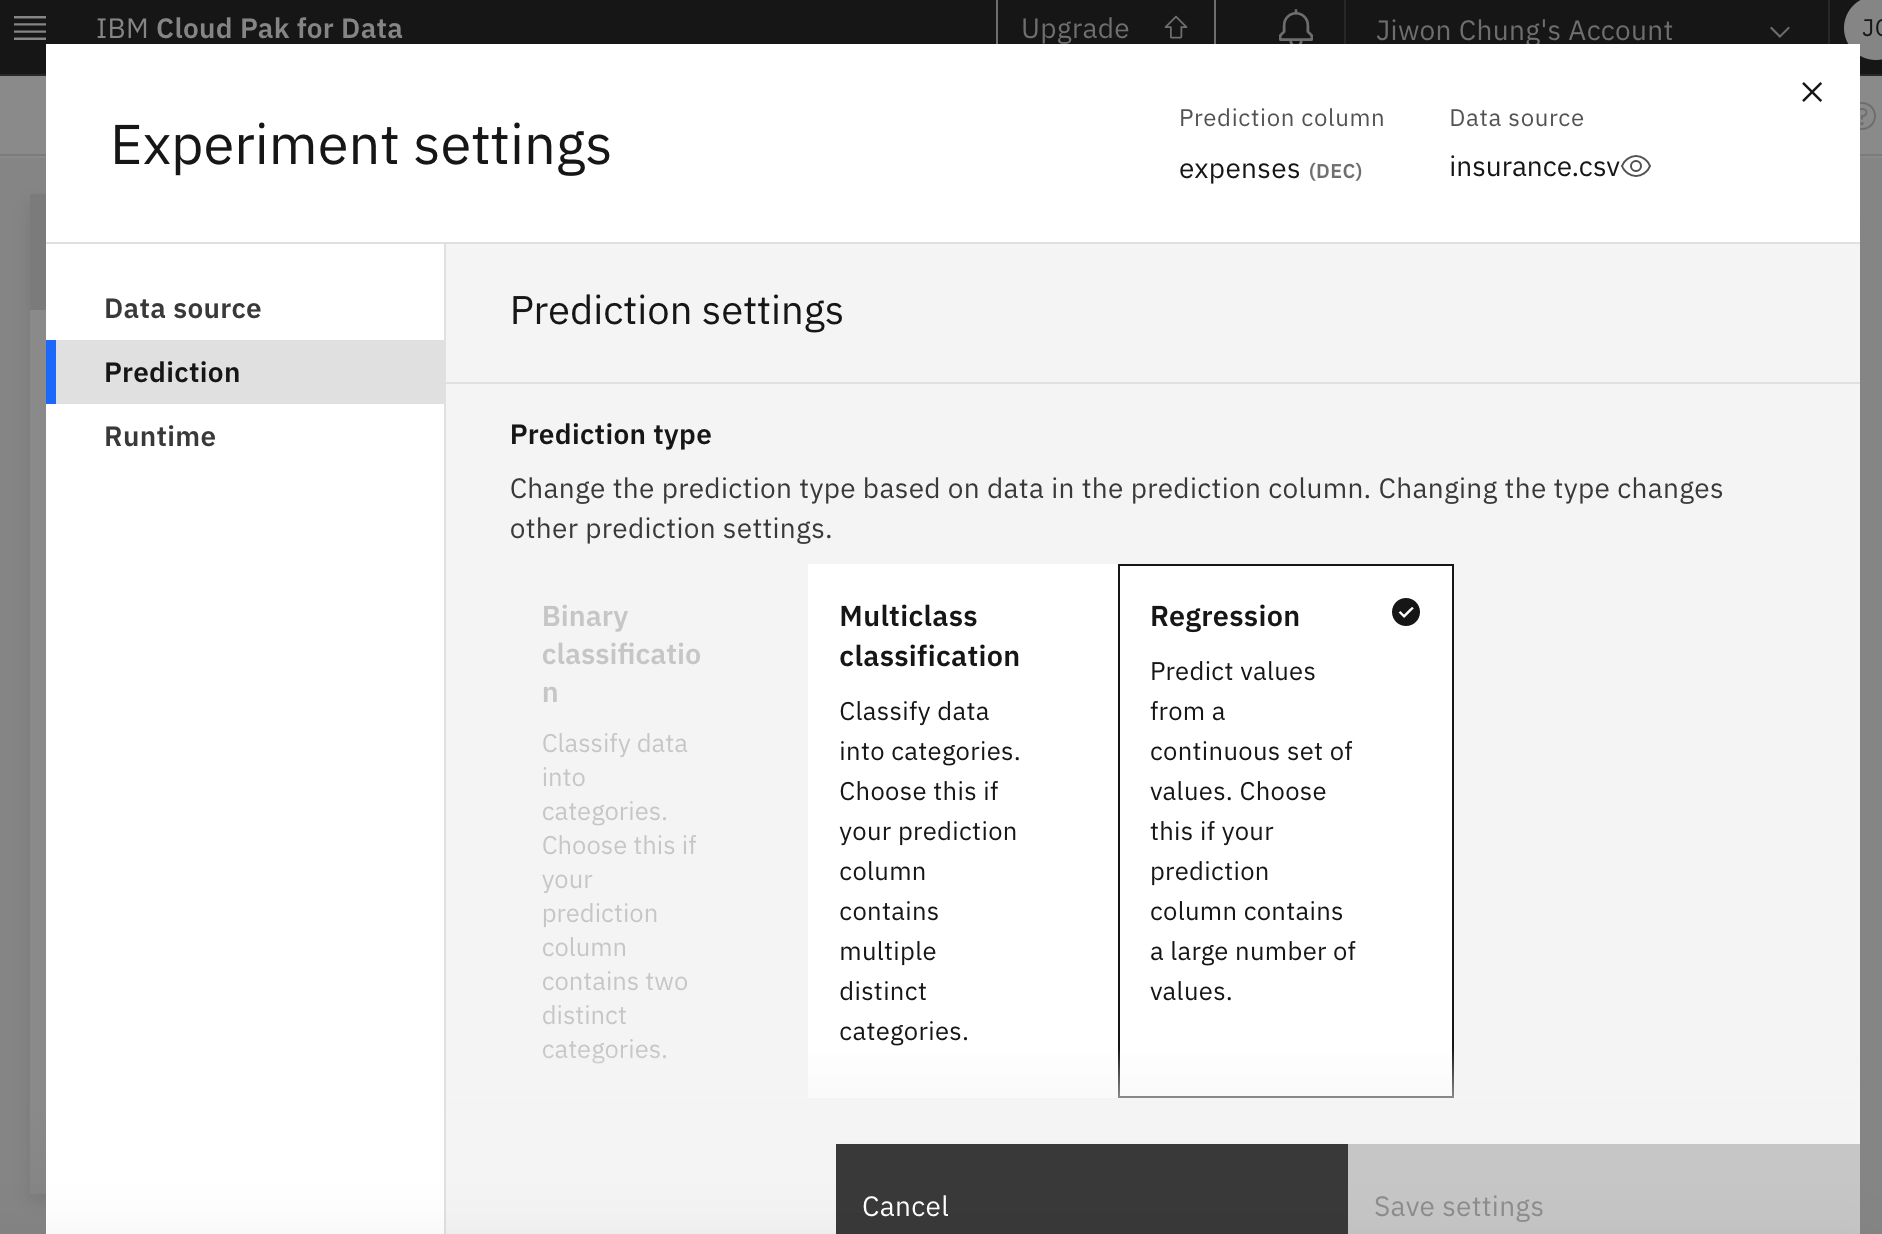 IBM Cloud Pak for Data
Upgrade
Jiwon Chung's Account
Experiment settings
Prediction column
expenses (DEC)
Data source
insurance.csv
Data source
Prediction
Runtime
Prediction settings
Prediction type
Change the prediction type based on data in the prediction column. Changing the type changes
other prediction settings.
Binary
classificatio
n
Classify data
into
categories.
Choose this if
your
prediction
column
contains two
distinct
categories.
Multiclass
classification
Classify data
into categories.
Choose this if
your prediction
column
contains
multiple
distinct
categories.
Regression
Predict values
from a
continuous set of
values. Choose
this if your
prediction
column contains
a large number of
values.
Cancel
Save settings